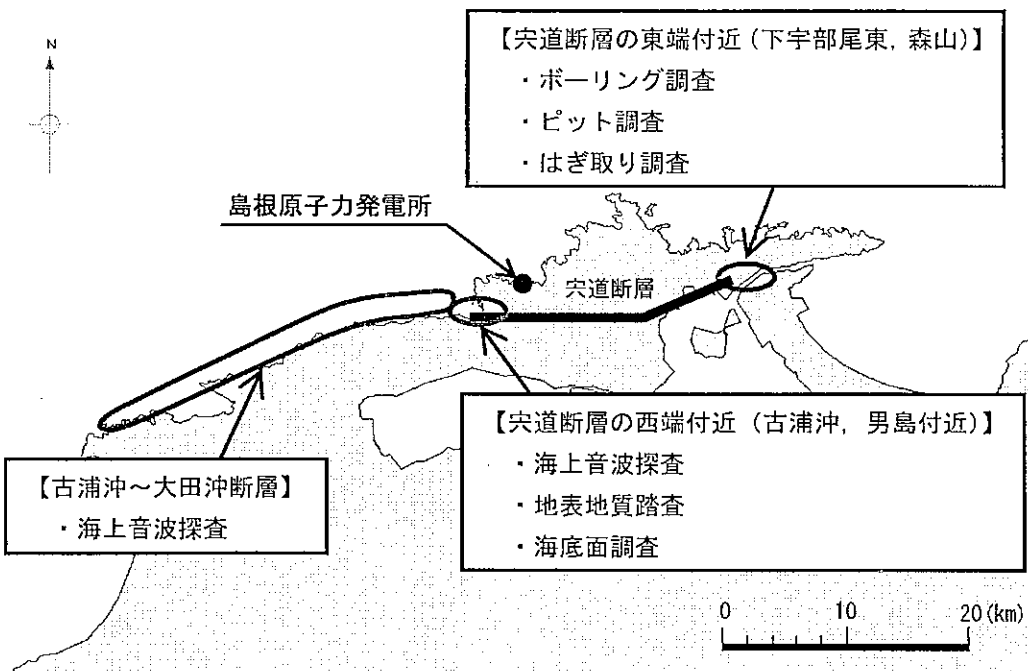 N
【宍道断層の東端付近（下宇部尾東，森山）】
・ボーリング調査
・ピット調査
・はぎ取り調査
島根原子力発電所
宍道断層
【宍道断層の西端付近（古浦沖，男島付近）】
・海上音波探査
・地表地質踏査
・海底面調査
【古浦沖～大田沖断層】
・海上音波探査
0 10 20(km)